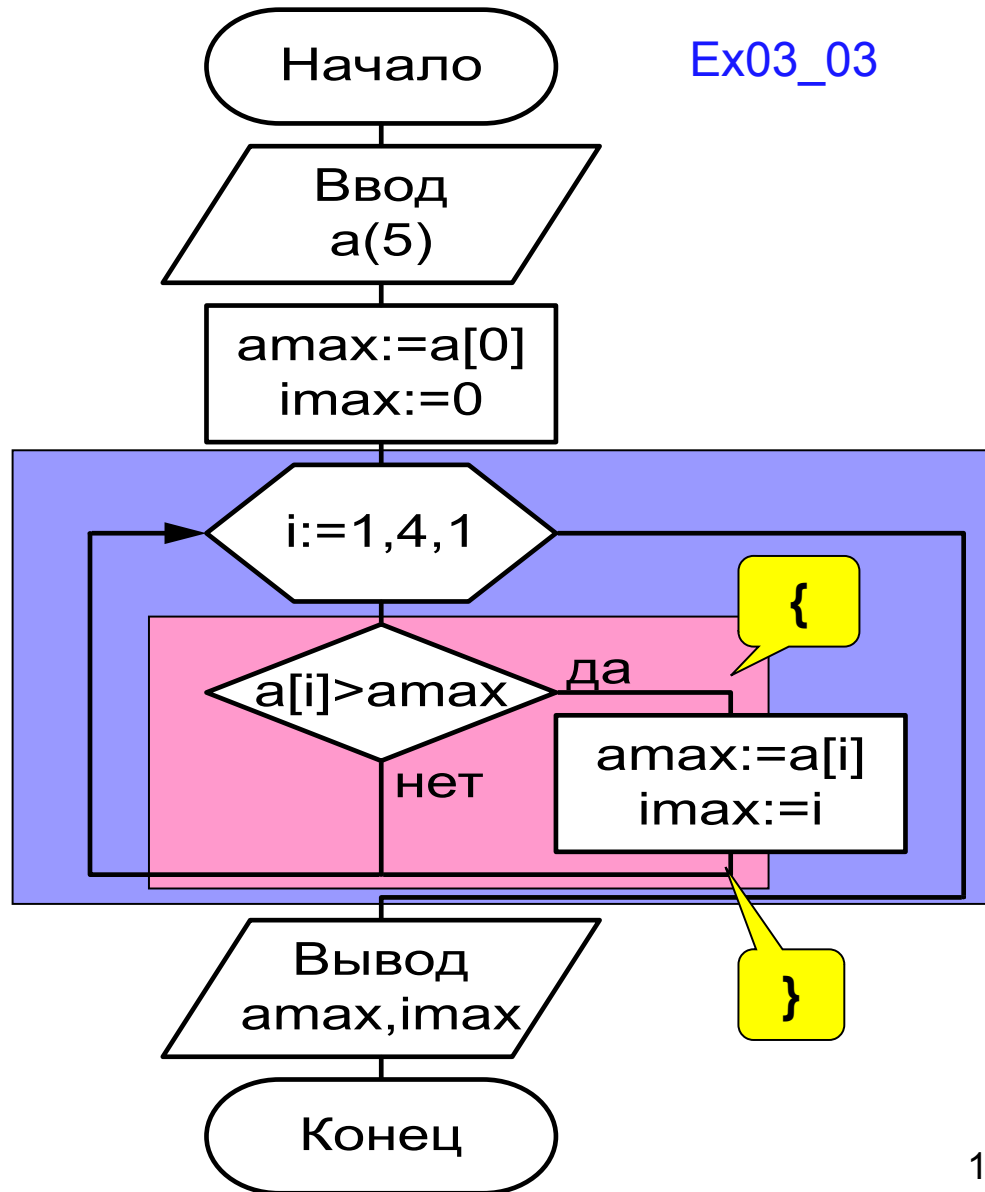 Начало
Ex03_03
Ввод
a(5)
amax:=a[0]
imax:=0
i:=1,4,1
{
a[i]>amax
да
нет
amax:=a[i]
imax:=i
}
Вывод
amax,imax
Конец
1